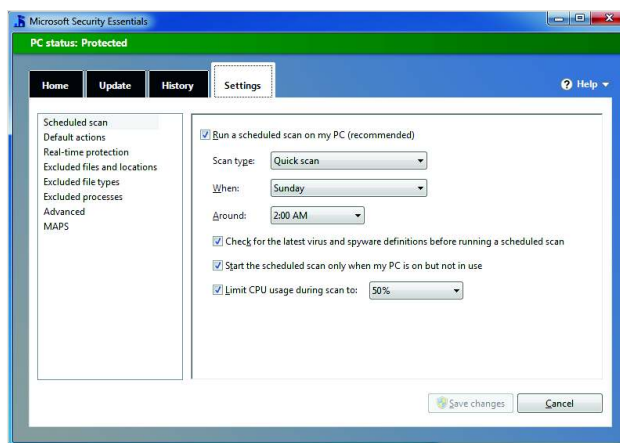 Microsoft Security Essentials
PC status: Protected
Home Update History Settings Help
Scheduled scan
Default actions
Real-time protection
Excluded files and locations
Excluded file types
Excluded processes
Advanced
MAPS
Run a scheduled scan on my PC (recommended)
Scan type: Quick scan
When: Sunday
Around: 2:00 AM
Check for the latest virus and spyware definitions before running a scheduled scan
Start the scheduled scan only when my PC is on but not in use
Limit CPU usage during scan to: 50%
Save changes Cancel